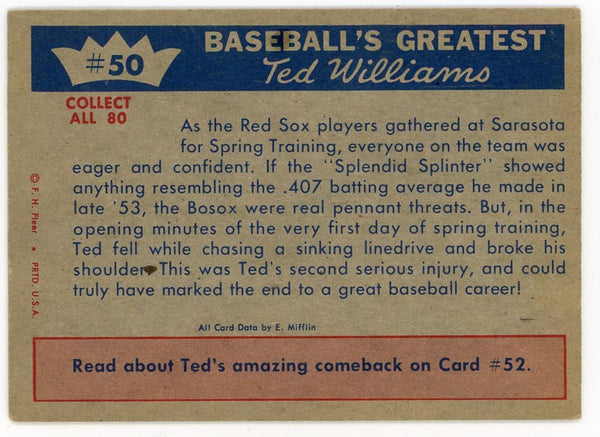 #50
BASEBALL'S GREATEST
Ted Williams
COLLECT
ALL 80
As the Red Sox players gathered at Sarasota
for Spring Training, everyone on the team was
eager and confident. If the "Splendid Splinter" showed
anything resembling the .407 batting average he made in
late '53, the Bosox were real pennant threats. But, in the
opening minutes of the very first day of spring training,
Ted fell while chasing a sinking linedrive and broke his
shoulder. This was Ted's second serious injury, and could
truly have marked the end to a great baseball career!
© F. H. Fleer • PRTD. U.S.A.
All Card Data by E. Mifflin
Read about Ted's amazing comeback on Card #52.